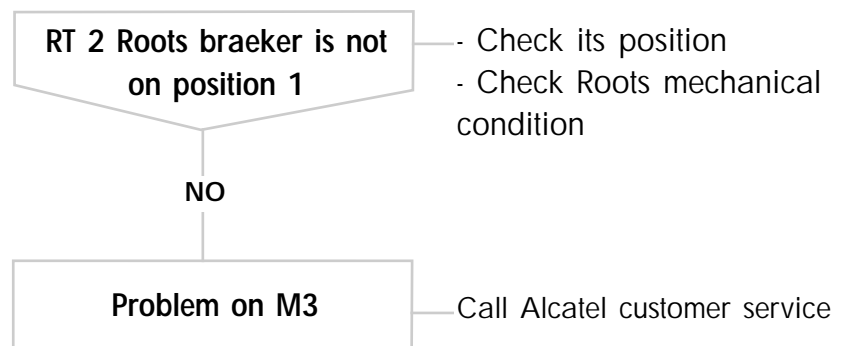 RT 2 Roots braeker is not
on position 1
- Check its position
- Check Roots mechanical
condition
NO
Problem on M3
Call Alcatel customer service